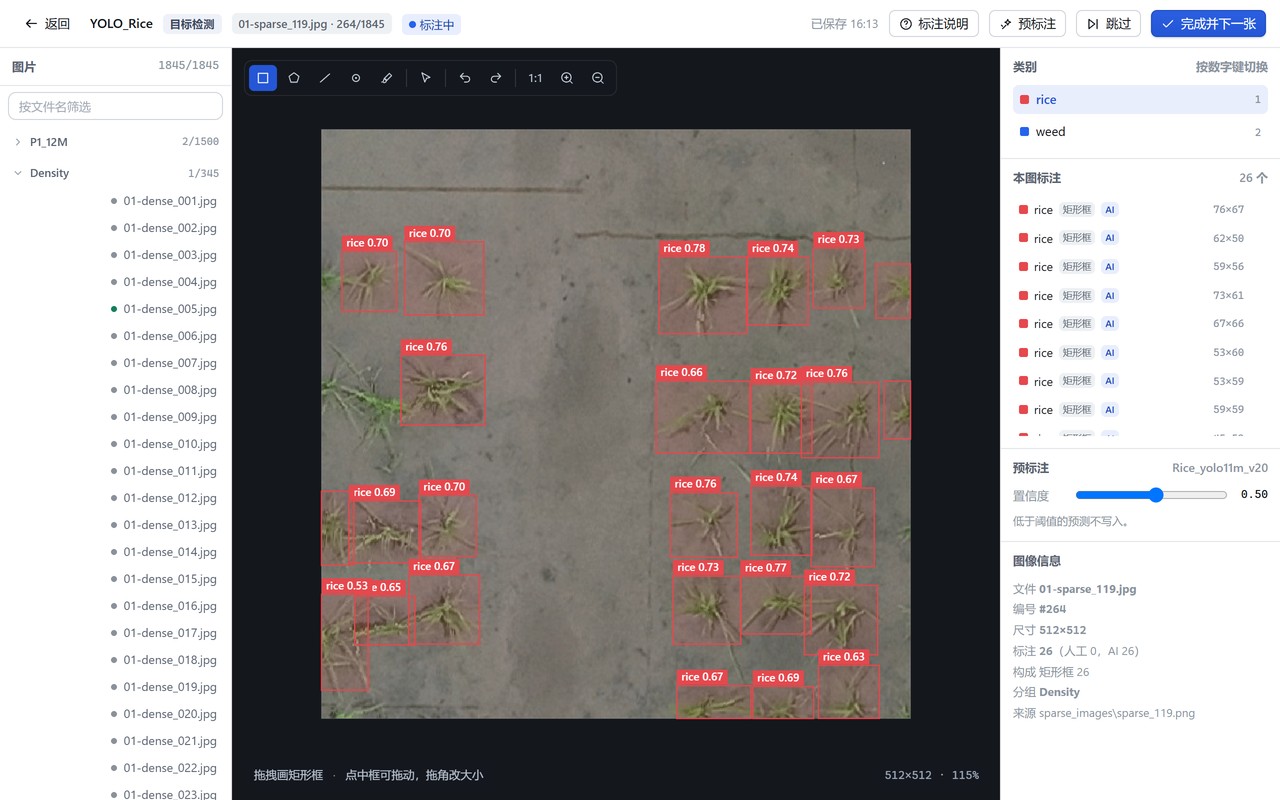 返回 YOLO_Rice 目标检测 01-sparse_119.jpg · 264/1845 标注中 已保存 16:13 标注说明 预标注 跳过 完成并下一张
图片 1845/1845
按文件名筛选
P1_12M 2/1500
Density 1/345
01-dense_001.jpg
01-dense_002.jpg
01-dense_003.jpg
01-dense_004.jpg
01-dense_005.jpg
01-dense_006.jpg
01-dense_007.jpg
01-dense_008.jpg
01-dense_009.jpg
01-dense_010.jpg
01-dense_011.jpg
01-dense_012.jpg
01-dense_013.jpg
01-dense_014.jpg
01-dense_015.jpg
01-dense_016.jpg
01-dense_017.jpg
01-dense_018.jpg
01-dense_019.jpg
01-dense_020.jpg
01-dense_021.jpg
01-dense_022.jpg
01-dense_023.jpg
1:1
rice 0.70 rice 0.70 rice 0.78 rice 0.74 rice 0.73
rice 0.76 rice 0.66 rice 0.72 rice 0.76
rice 0.69 rice 0.70 rice 0.76 rice 0.74 rice 0.67
rice 0.53 e 0.65 rice 0.67 rice 0.73 rice 0.77 rice 0.72
rice 0.67 rice 0.69 rice 0.63
拖拽画矩形框 · 点中框可拖动，拖角改大小 512×512 · 115%
类别 按数字键切换
rice 1
weed 2
本图标注 26 个
rice 矩形框 AI 76×67
rice 矩形框 AI 62×50
rice 矩形框 AI 59×56
rice 矩形框 AI 73×61
rice 矩形框 AI 67×66
rice 矩形框 AI 53×60
rice 矩形框 AI 53×59
rice 矩形框 AI 59×59
预标注 Rice_yolo11m_v20
置信度 0.50
低于阈值的预测不写入。
图像信息
文件 01-sparse_119.jpg
编号 #264
尺寸 512×512
标注 26（人工 0，AI 26）
构成 矩形框 26
分组 Density
来源 sparse_images\sparse_119.png